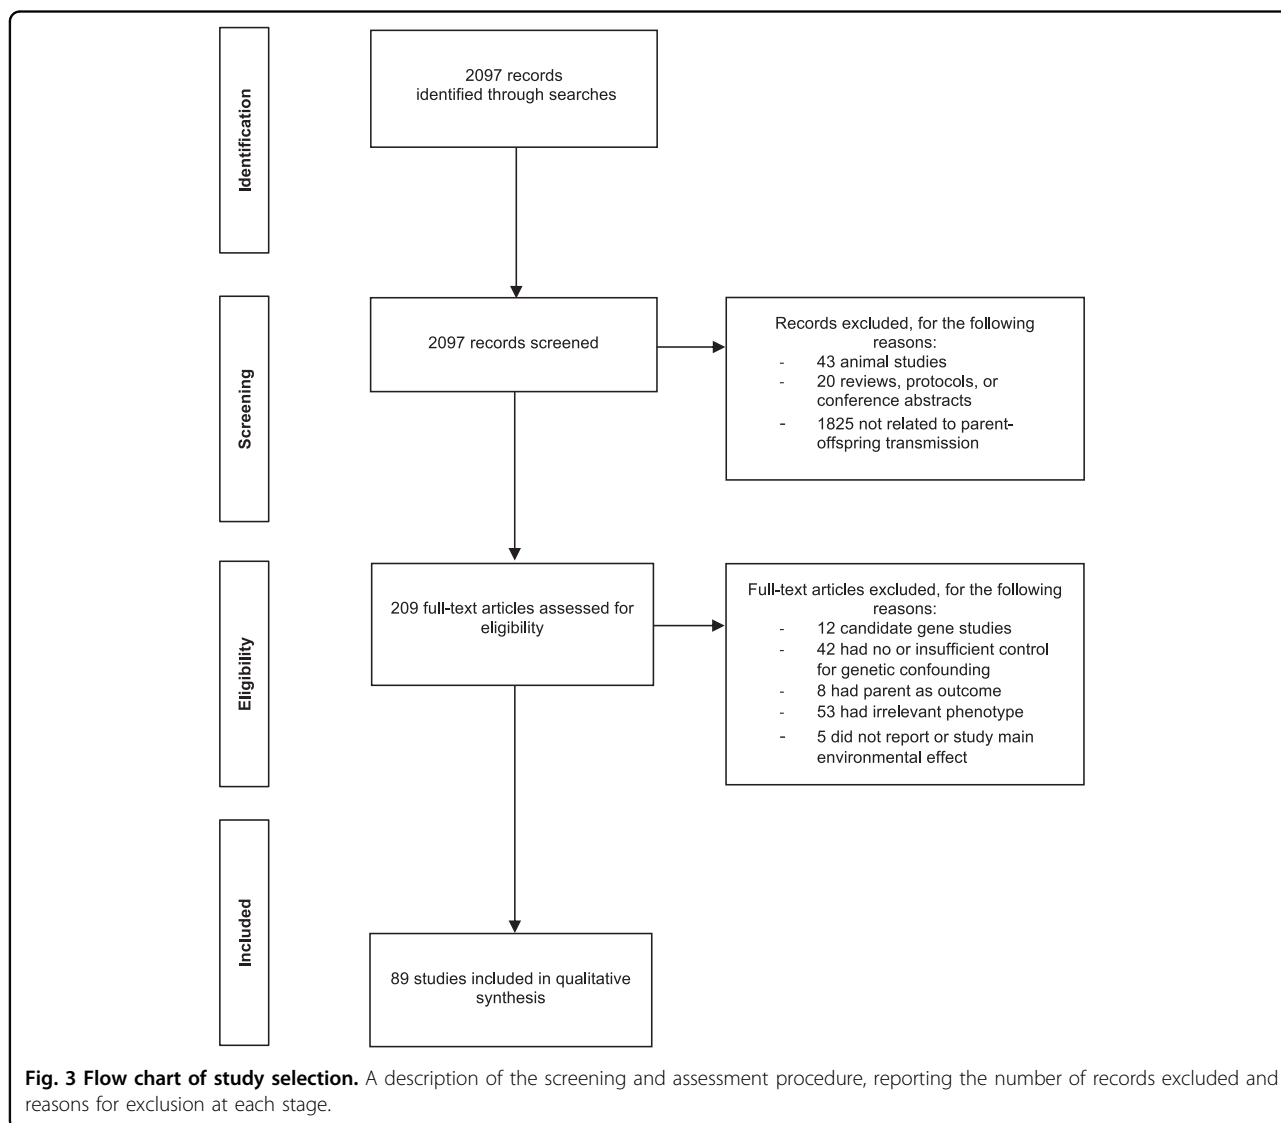 Identification
2097 records
identified through searches
Screening
2097 records screened
Records excluded, for the following
reasons:
- 43 animal studies
- 20 reviews, protocols, or
conference abstracts
- 1825 not related to parent-
offspring transmission
Eligibility
209 full-text articles assessed for
eligibility
Full-text articles excluded, for the following
reasons:
- 12 candidate gene studies
- 42 had no or insufficient control
for genetic confounding
- 8 had parent as outcome
- 53 had irrelevant phenotype
- 5 did not report or study main
environmental effect
Included
89 studies included in qualitative
synthesis
Fig. 3 Flow chart of study selection. A description of the screening and assessment procedure, reporting the number of records excluded and
reasons for exclusion at each stage.